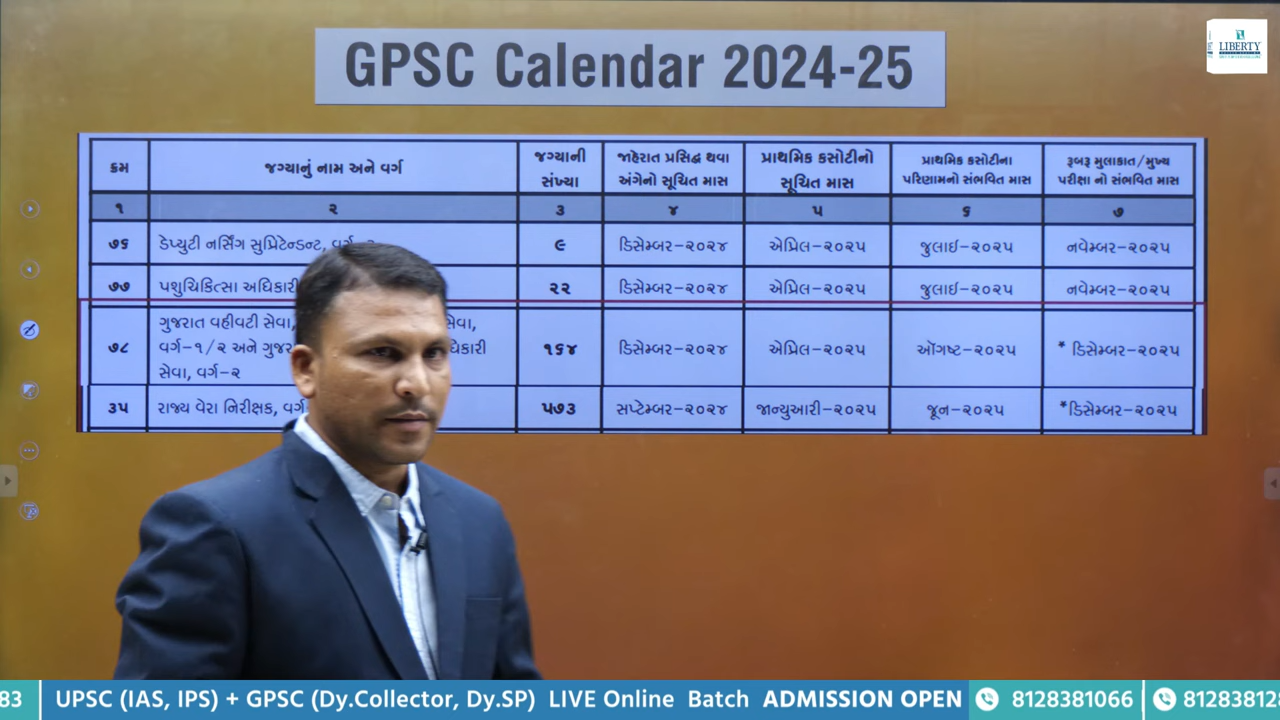 GPSC Calendar 2024-25
LIBERTY
ક્રમ
જગ્યાનું નામ અને વર્ગ
જગ્યાની
સંખ્યા
જાહેરાત પ્રસિદ્ધ થવા
અંગેનો સૂચિત માસ
પ્રાથમિક કસોટીનો
સૂચિત માસ
પ્રાથમિક કસોટીના
પરિણામનો સંભવિત માસ
રૂબરૂ મુલાકાત/મુખ્ય
પરીક્ષા નો સંભવિત માસ
૧ ૨ ૩ ૪ ૫ ૬ ૭
૭૬ ડેપ્યુટી નર્સિંગ સુપ્રિટેન્ડન્ટ, ૯ ડિસેમ્બર-૨૦૨૪ એપ્રિલ-૨૦૨૫ જુલાઇ-૨૦૨૫ નવેમ્બર-૨૦૨૫
૭૭ પશુચિકિત્સા અધિકારી ૨૨ ડિસેમ્બર-૨૦૨૪ એપ્રિલ-૨૦૨૫ જુલાઇ-૨૦૨૫ નવેમ્બર-૨૦૨૫
ગુજરાત વહીવટી સેવા, સેવા,
૭૮ વર્ગ-૧/૨ અને ૧૬૪ ડિસેમ્બર-૨૦૨૪ એપ્રિલ-૨૦૨૫ ઑગષ્ટ-૨૦૨૫ * ડિસેમ્બર-૨૦૨૫
સેવા, વર્ગ-૨
૩૫ રાજ્ય વેરા નિરીક્ષક, ૫૭૩ સપ્ટેમ્બર-૨૦૨૪ જાન્યુઆરી-૨૦૨૫ જૂન-૨૦૨૫ *ડિસેમ્બર-૨૦૨૫
83 UPSC (IAS, IPS) + GPSC (Dy.Collector, Dy.SP) LIVE Online Batch ADMISSION OPEN 8128381066